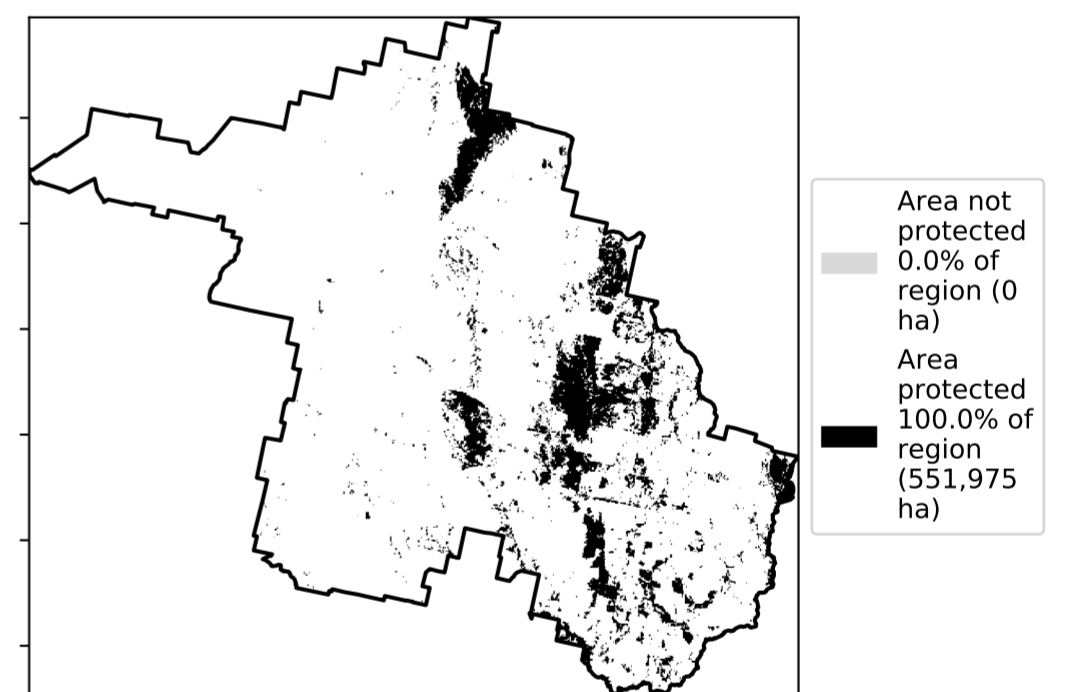 Area not
protected
0.0% of
region (0
ha)
Area
protected
100.0% of
region
(551,975
ha)